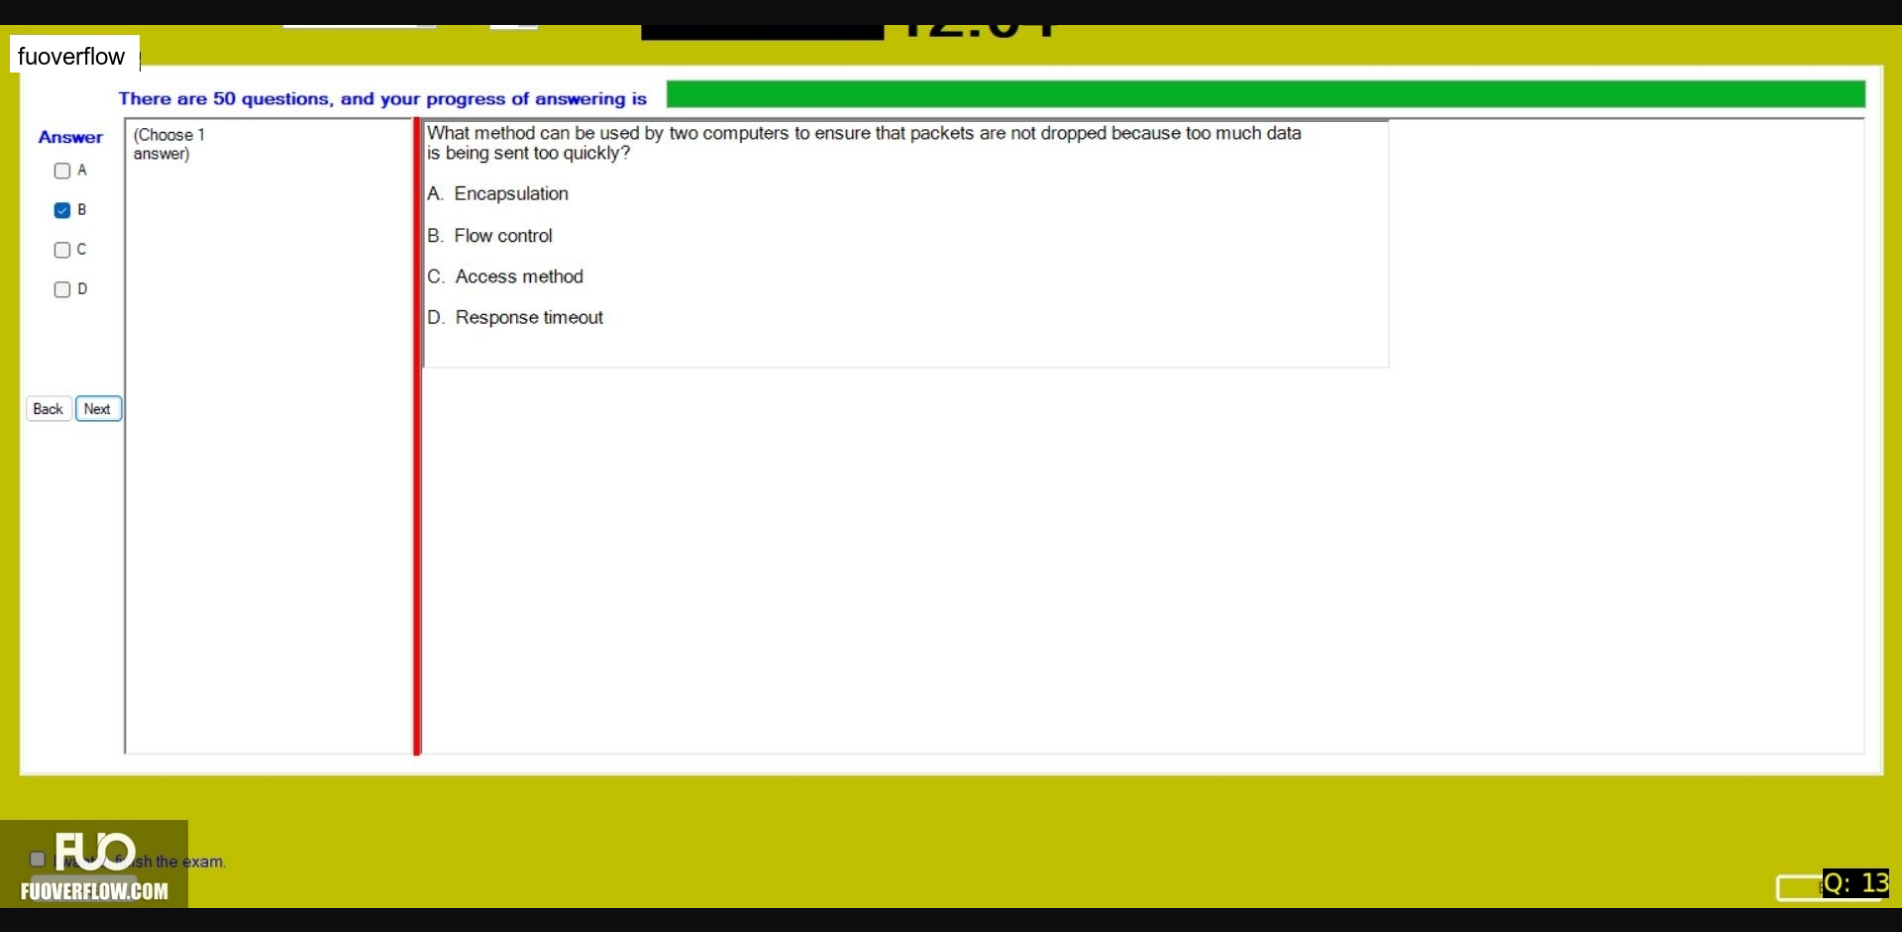 fuoverflow
There are 50 questions, and your progress of answering is
Answer
(Choose 1
answer)
A
B
C
D
Back Next
What method can be used by two computers to ensure that packets are not dropped because too much data
is being sent too quickly?
A. Encapsulation
B. Flow control
C. Access method
D. Response timeout
FUO
sh the exam.
FUOVERFLOW.COM
Q: 13